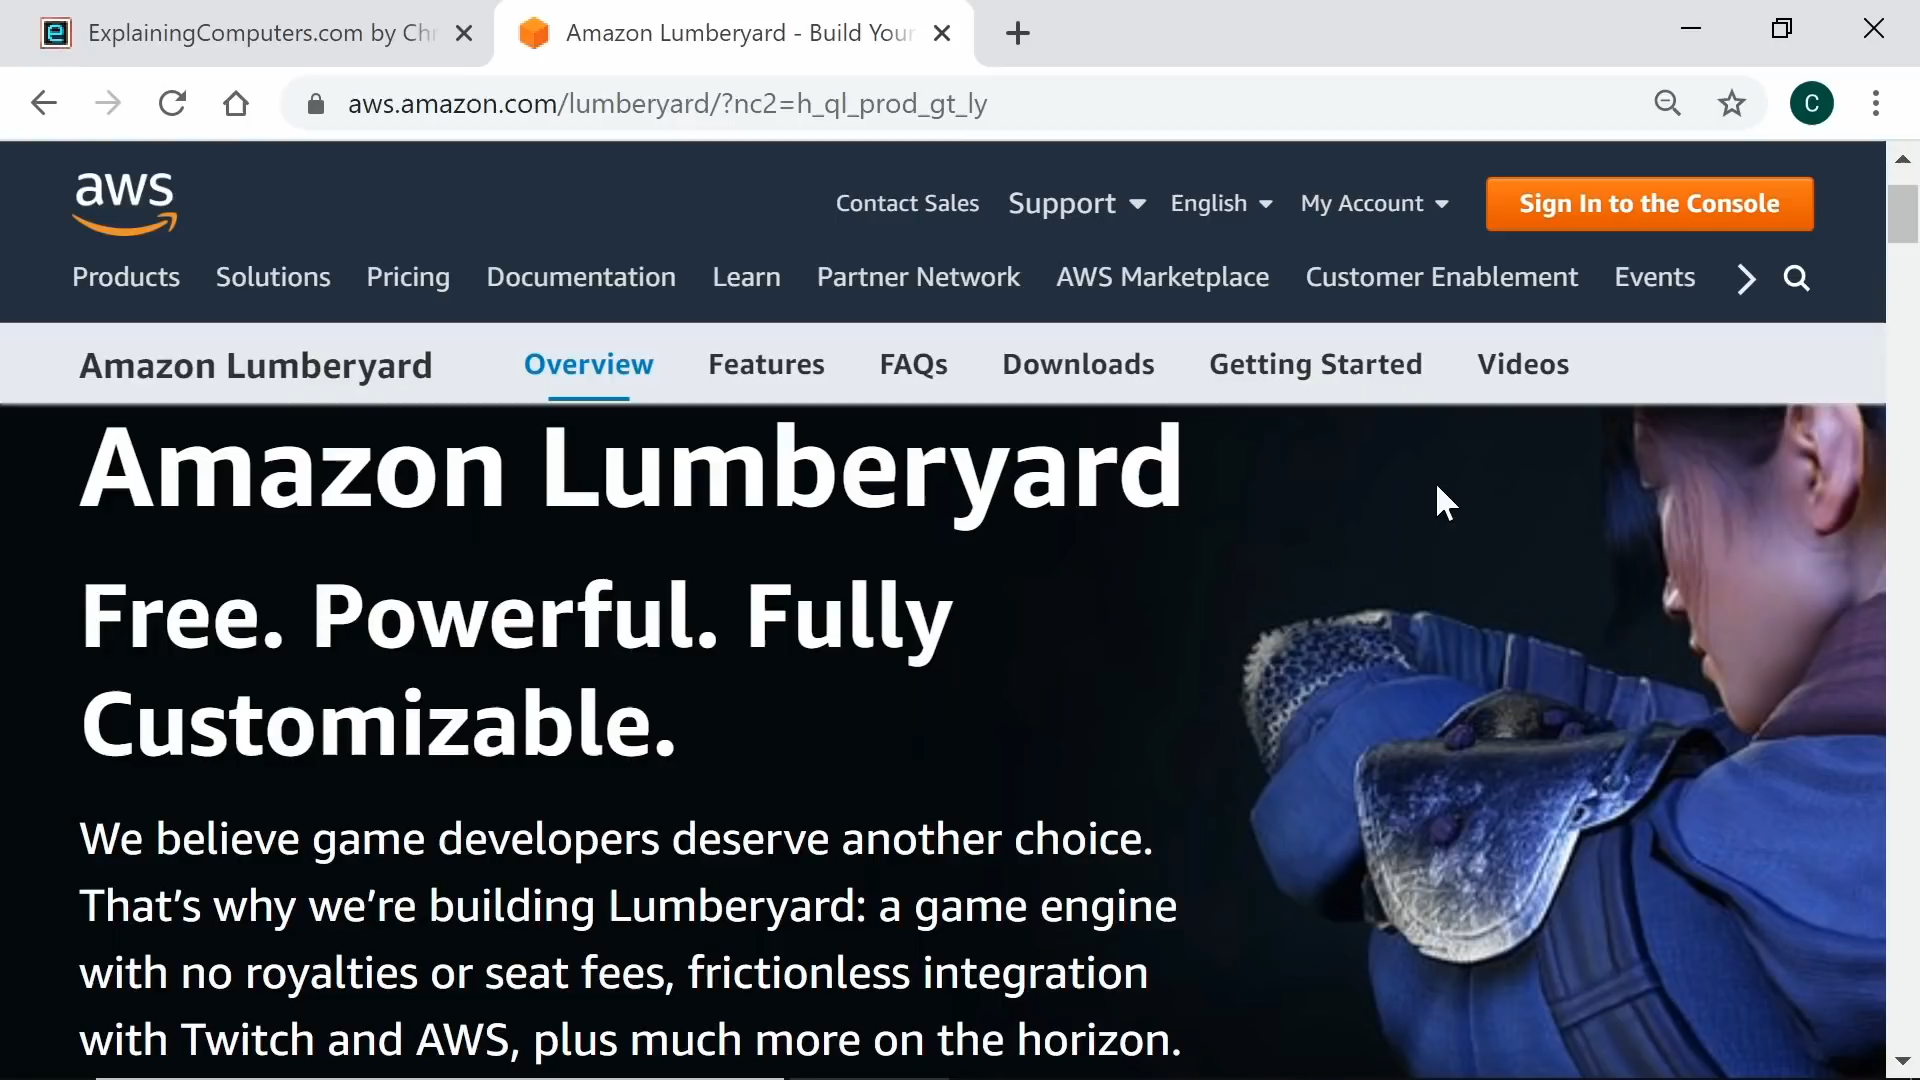 ExplainingComputers.com by Ch
Amazon Lumberyard - Build Your
aws.amazon.com/lumberyard/?nc2=h_ql_prod_gt_ly
C
aws
Contact Sales Support English My Account Sign In to the Console
Products Solutions Pricing Documentation Learn Partner Network AWS Marketplace Customer Enablement Events
Amazon Lumberyard Overview Features FAQs Downloads Getting Started Videos
Amazon Lumberyard
Free. Powerful. Fully
Customizable.
We believe game developers deserve another choice.
That's why we're building Lumberyard: a game engine
with no royalties or seat fees, frictionless integration
with Twitch and AWS, plus much more on the horizon.